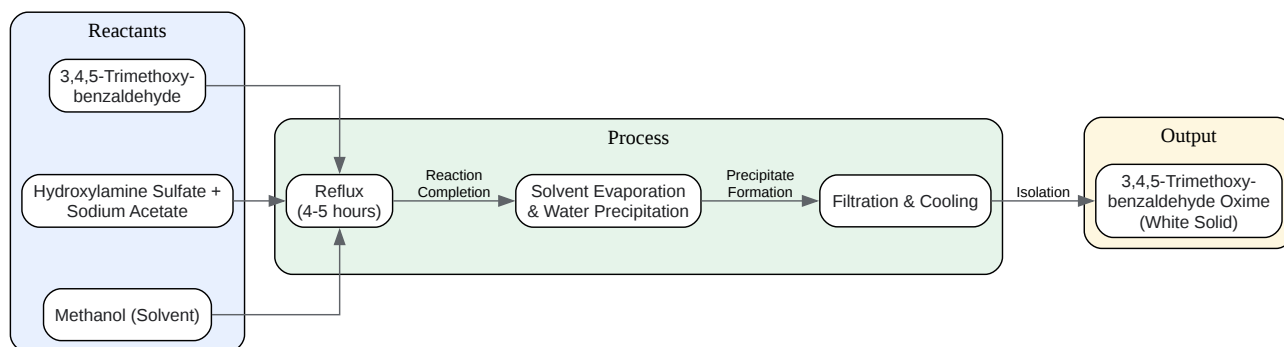 Reactants
3,4,5-Trimethoxy-
benzaldehyde
Hydroxylamine Sulfate +
Sodium Acetate
Methanol (Solvent)
Process
Reflux
(4-5 hours)
Reaction
Completion
Solvent Evaporation
& Water Precipitation
Precipitate
Formation
Filtration & Cooling
Isolation
Output
3,4,5-Trimethoxy-
benzaldehyde Oxime
(White Solid)